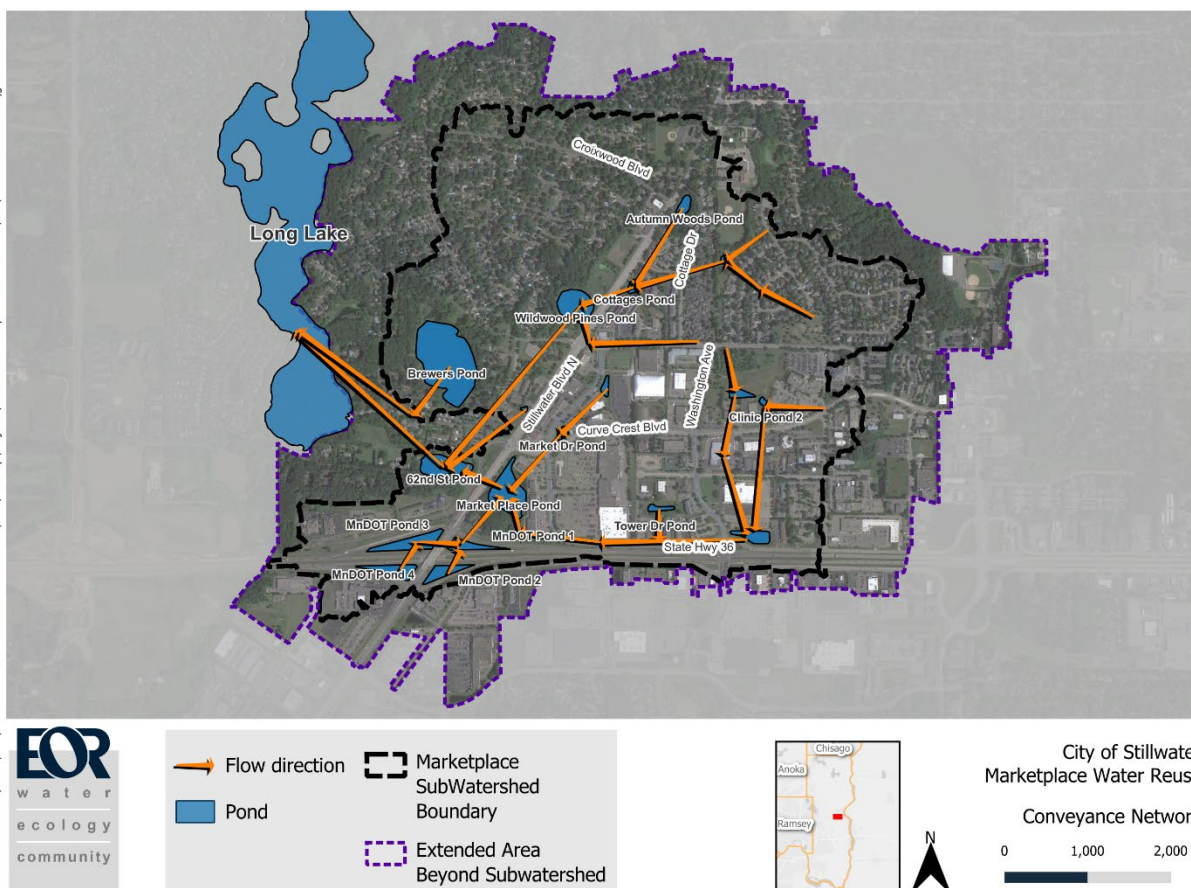 Croixwood Blvd
Autumn Woods Pond
Long Lake
Cottage Dr
Cottages Pond
Wildwood Pines Pond
Brewers Pond
Stillwater Blvd N
Washington Ave
Clinic Pond 2
Curve Crest Blvd
Market Dr Pond
62nd St Pond
Market Place Pond
MnDOT Pond 3
MnDOT Pond 1
Tower Dr Pond
State Hwy 36
MnDOT Pond 4
MnDOT Pond 2
EOR
water
ecology
community
Flow direction
Pond
Marketplace
SubWatershed
Boundary
Extended Area
Beyond Subwatershed
Chisago
Anoka
Ramsey
N
City of Stillwate
Marketplace Water Reus
Conveyance Networ
0 1,000 2,000